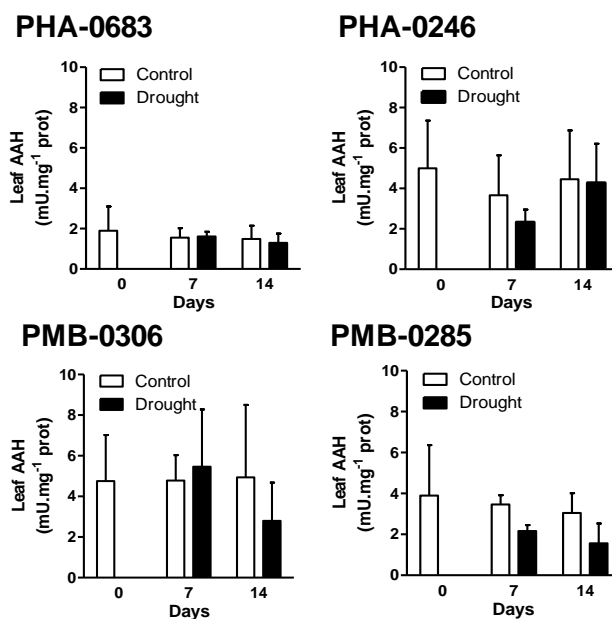 PHA-0683
10
8
6
4
2
0
Leaf AAH
(mU.mg⁻¹ prot)
Control
Drought
0 7 14
Days
PHA-0246
10
8
6
4
2
0
Leaf AAH
(mU.mg⁻¹ prot)
Control
Drought
0 7 14
Days
PMB-0306
10
8
6
4
2
0
Leaf AAH
(mU.mg⁻¹ prot)
Control
Drought
0 7 14
Days
PMB-0285
10
8
6
4
2
0
Leaf AAH
(mU.mg⁻¹ prot)
Control
Drought
0 7 14
Days